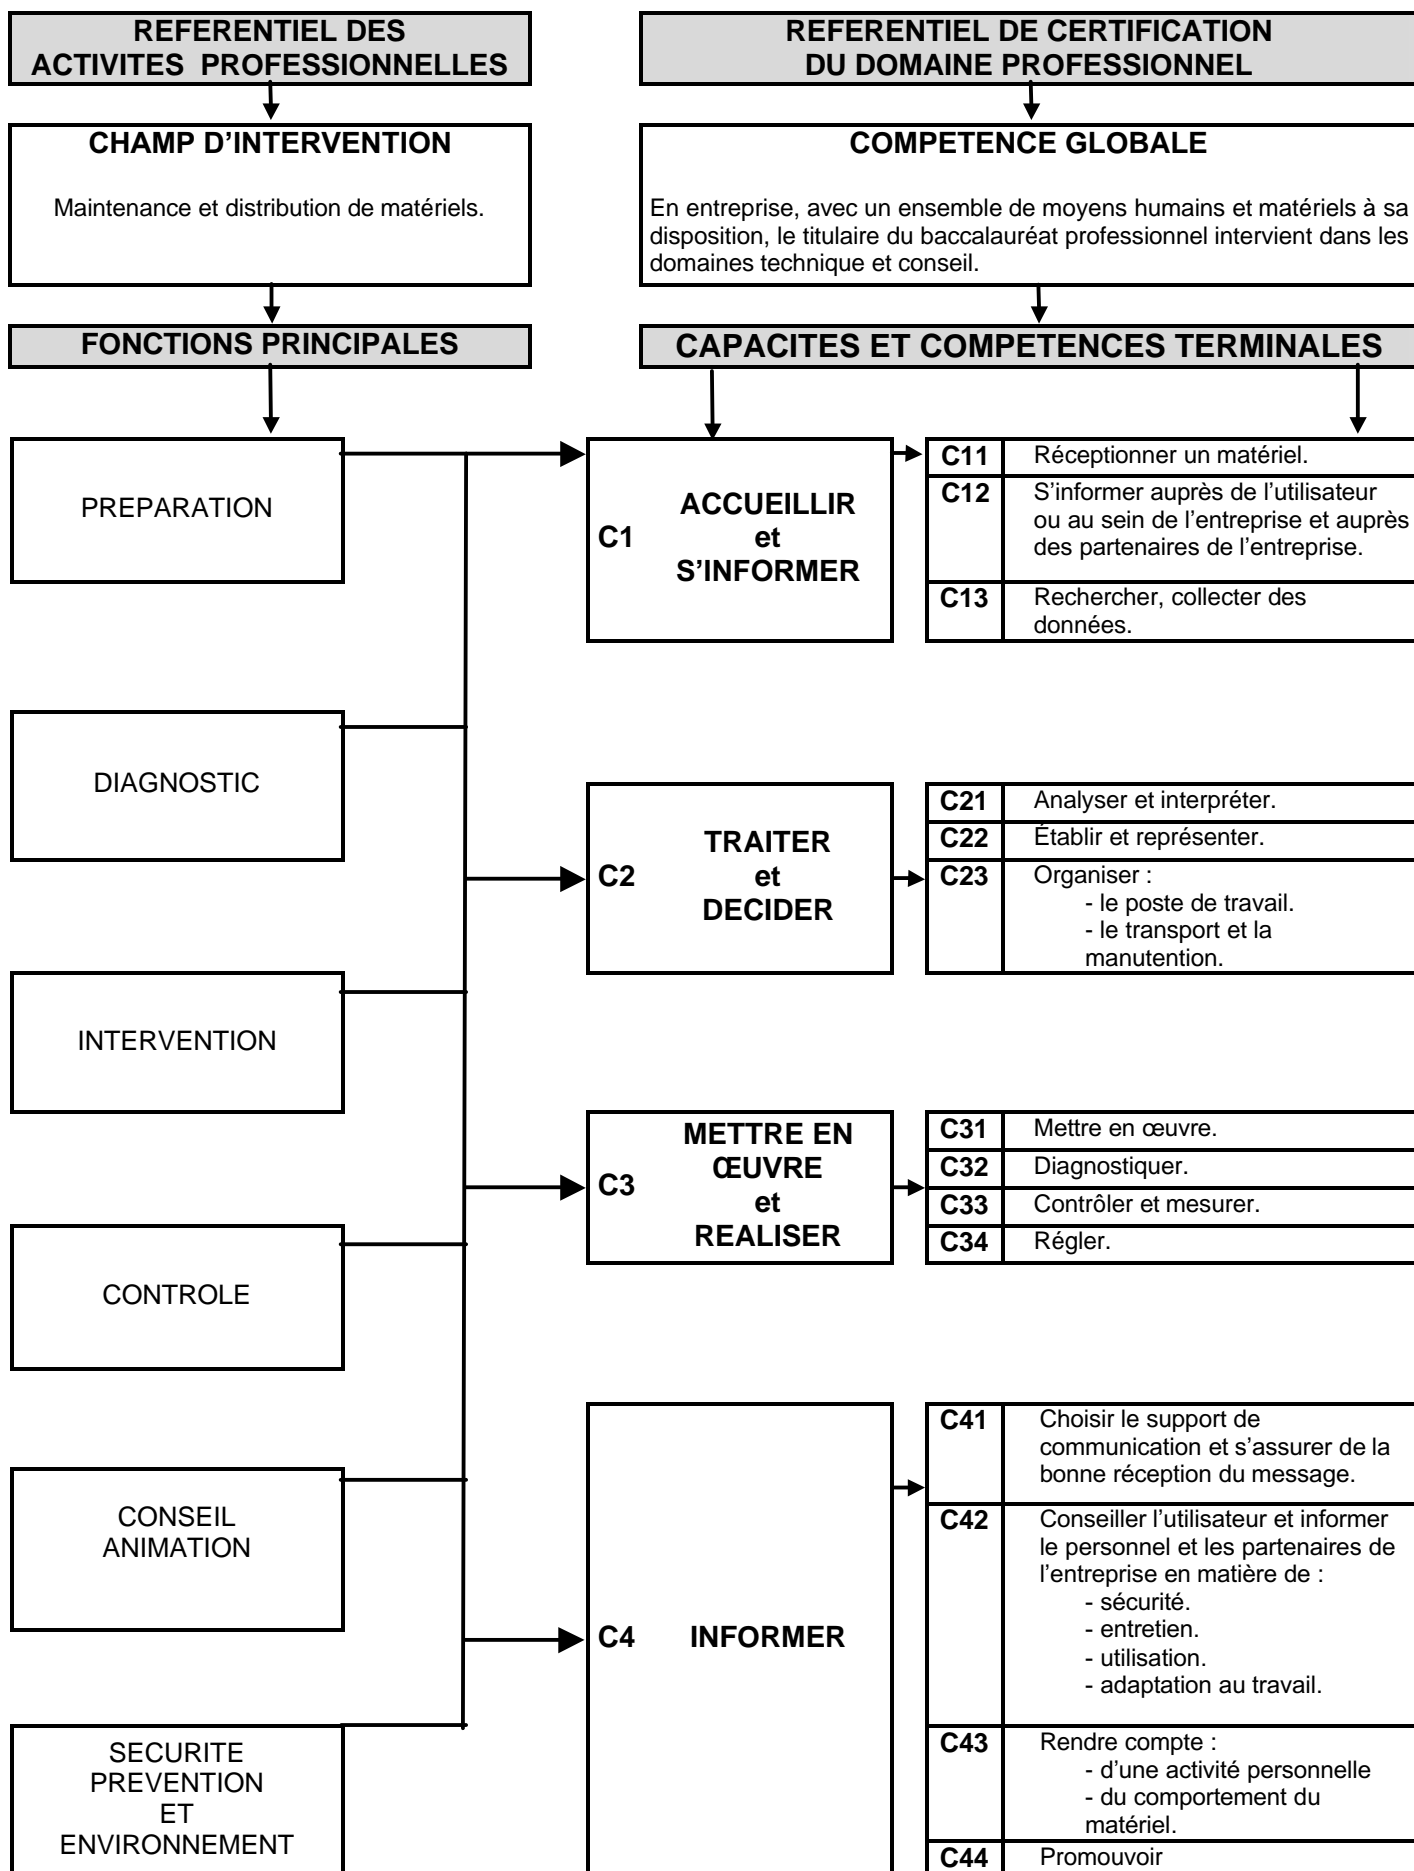 REFERENTIEL DES
ACTIVITES PROFESSIONNELLES
REFERENTIEL DE CERTIFICATION
DU DOMAINE PROFESSIONNEL
CHAMP D’INTERVENTION
Maintenance et distribution de matériels.
COMPETENCE GLOBALE
En entreprise, avec un ensemble de moyens humains et matériels à sa
disposition, le titulaire du baccalauréat professionnel intervient dans les
domaines technique et conseil.
FONCTIONS PRINCIPALES
CAPACITES ET COMPETENCES TERMINALES
PREPARATION
DIAGNOSTIC
INTERVENTION
CONTROLE
CONSEIL
ANIMATION
SECURITE
PREVENTION
ET
ENVIRONNEMENT
C1
ACCUEILLIR
et
S’INFORMER
C11 Réceptionner un matériel.
C12 S’informer auprès de l’utilisateur
ou au sein de l’entreprise et auprès
des partenaires de l’entreprise.
C13 Rechercher, collecter des
données.
C2
TRAITER
et
DECIDER
C21 Analyser et interpréter.
C22 Établir et représenter.
C23 Organiser :
- le poste de travail.
- le transport et la
manutention.
C3
METTRE EN
ŒUVRE
et
REALISER
C31 Mettre en œuvre.
C32 Diagnostiquer.
C33 Contrôler et mesurer.
C34 Régler.
C4 INFORMER
C41 Choisir le support de
communication et s’assurer de la
bonne réception du message.
C42 Conseiller l’utilisateur et informer
le personnel et les partenaires de
l’entreprise en matière de :
- sécurité.
- entretien.
- utilisation.
- adaptation au travail.
C43 Rendre compte :
- d’une activité personnelle
- du comportement du
matériel.
C44 Promouvoir